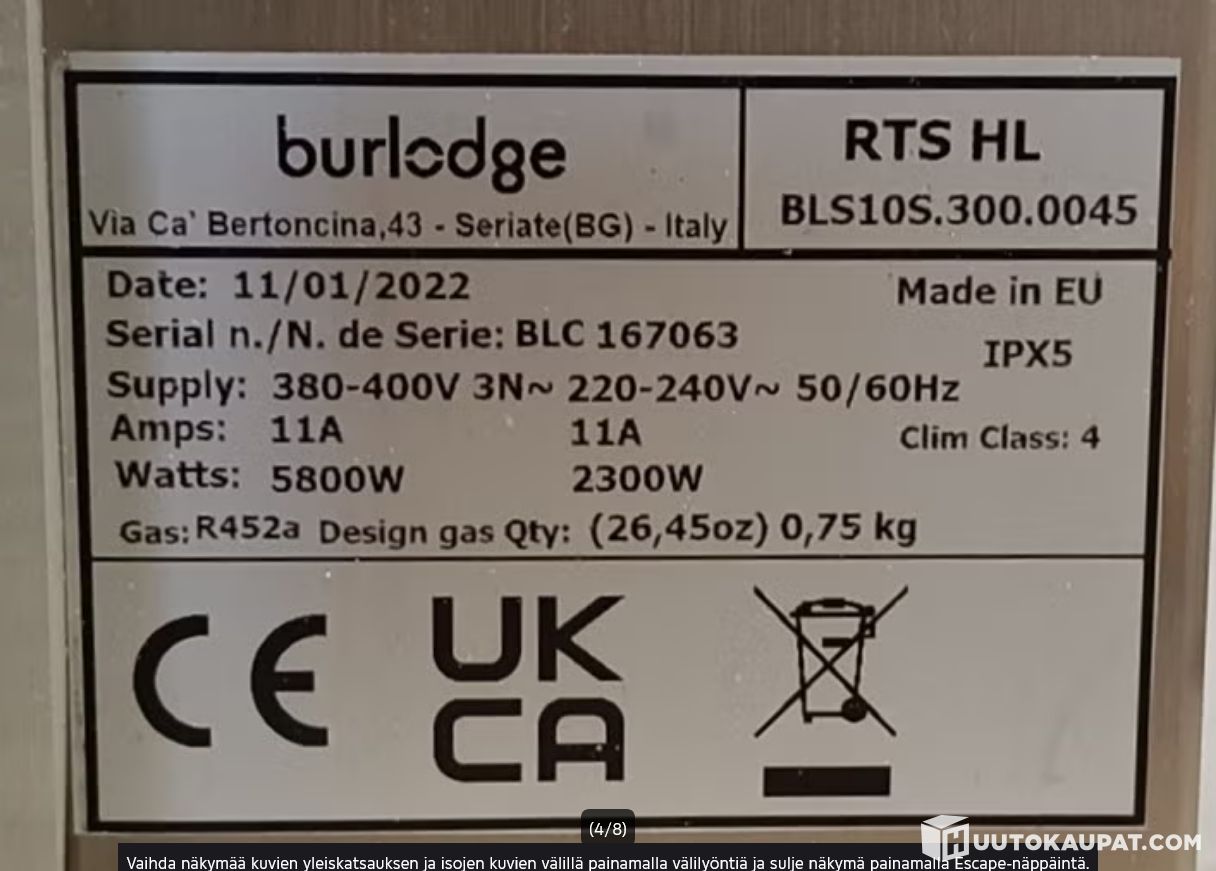 burlodge
Via Ca' Bertoncina,43 - Seriate(BG) - Italy
RTS HL
BLS10S.300.0045
Date: 11/01/2022
Made in EU
Serial n./N. de Serie: BLC 167063
IPX5
Supply: 380-400V 3N~ 220-240V~ 50/60Hz
Amps: 11A 11A
Clim Class: 4
Watts: 5800W 2300W
Gas: R452a Design gas Qty: (26,45oz) 0,75 kg
CE
UK
CA
(4/8)
HUUTOKAUPAT.COM
Vaihda näkymää kuvien yleiskatsauksen ja isojen kuvien välillä painamalla välilyöntiä ja sulje näkymä painamalla Escape-näppäintä.